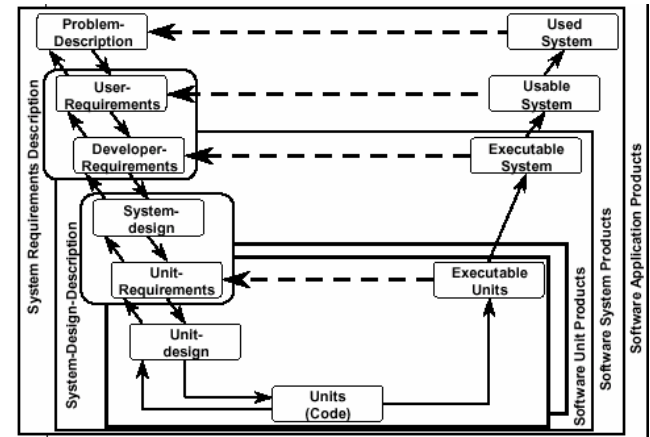 Problem-
Description
Used
System
User-
Requirements
Usable
System
Developer-
Requirements
Executable
System
System-
design
Unit-
Requirements
Executable
Units
Unit-
design
Units
(Code)
System Requirements Description
System-Design-Description
Software Unit Products
Software System Products
Software Application Products